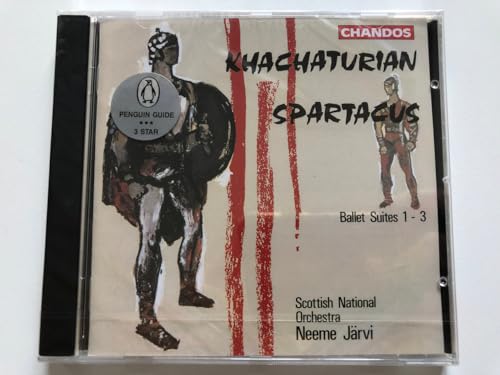 CHANDOS
KHACHATURIAN
SPARTACUS
PENGUIN GUIDE
★★★
3 STAR
Ballet Suites 1 - 3
Scottish National
Orchestra
Neeme Järvi